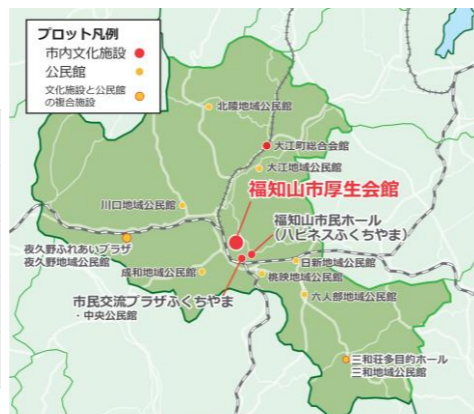 プロット凡例
市内文化施設
公民館
文化施設と公民館
の複合施設
北陵地域公民館
大江町総合会館
大江地域公民館
福知山市厚生会館
川口地域公民館
福知山市民ホール
(ハピネスふくちやま)
夜久野ふれあいプラザ
夜久野地域公民館
成和地域公民館
日新地域公民館
桃映地域公民館
市民交流プラザふくちやま
・中央公民館
六人部地域公民館
三和荘多目的ホール
三和地域公民館